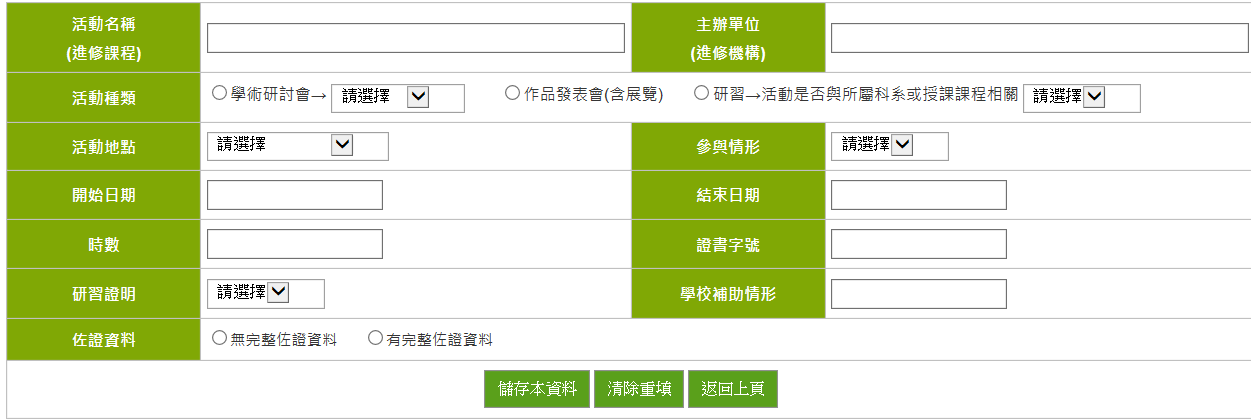 活動名稱
(進修課程)
主辦單位
(進修機構)
活動種類
學術研討會→ 請選擇 作品發表會(含展覽) 研習→活動是否與所屬科系或授課課程相關 請選擇
活動地點 請選擇 參與情形 請選擇
開始日期 結束日期
時數 證書字號
研習證明 請選擇 學校補助情形
佐證資料 無完整佐證資料 有完整佐證資料
儲存本資料 清除重填 返回上頁